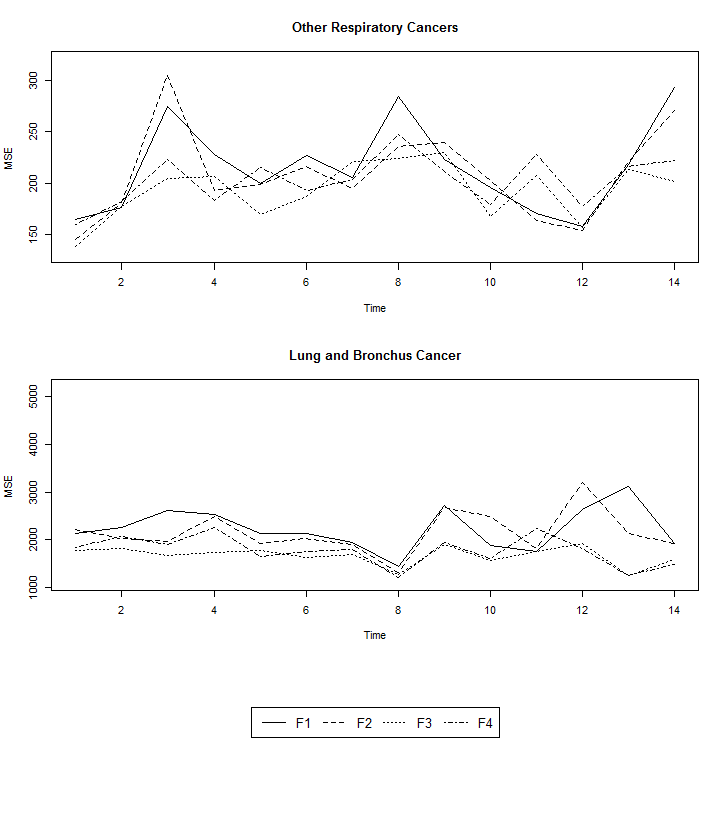 Other Respiratory Cancers
300
250
200
150
MSE
2 4 6 8 10 12 14
Time
Lung and Bronchus Cancer
5000
4000
3000
2000
1000
MSE
2 4 6 8 10 12 14
Time
F1 F2 F3 F4